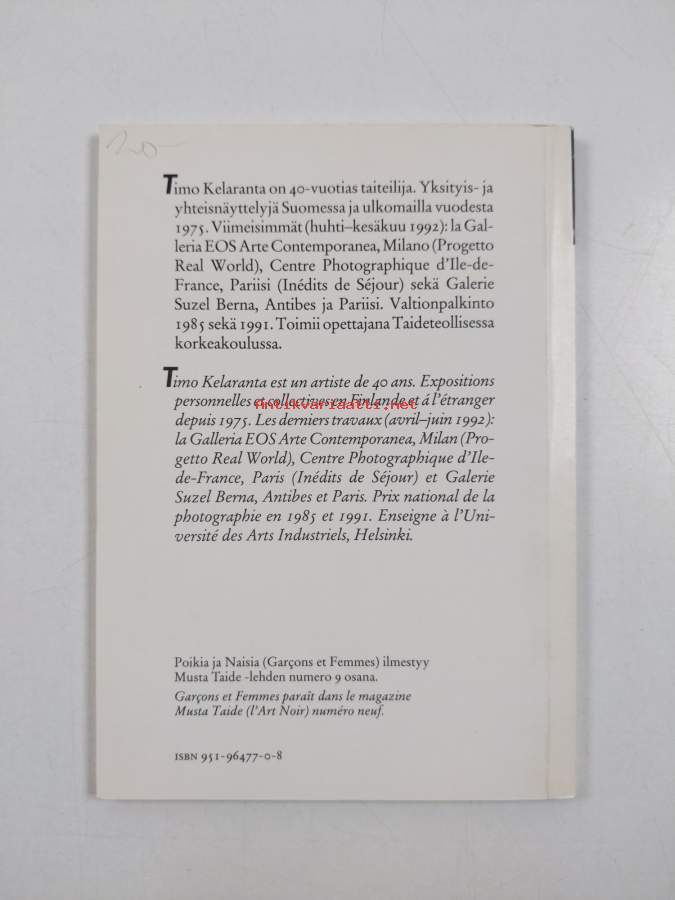 Timo Kelaranta on 40-vuotias taiteilija. Yksityis- ja
yhteisnäyttelyjä Suomessa ja ulkomailla vuodesta
1975. Viimeisimmät (huhti–kesäkuu 1992): la Gal-
leria EOS Arte Contemporanea, Milano (Progetto
Real World), Centre Photographique d'Ile-de-
France, Pariisi (Inédits de Séjour) sekä Galerie
Suzel Berna, Antibes ja Pariisi. Valtionpalkinto
1985 sekä 1991. Toimii opettajana Taideteollisessa
korkeakoulussa.
Timo Kelaranta est un artiste de 40 ans. Expositions
personnelles et collectives en Finlande et á l'étranger
Antikvariaatti.net
depuis 1975. Les derniers travaux (avril–juin 1992):
la Galleria EOS Arte Contemporanea, Milan (Pro-
getto Real World), Centre Photographique d'Ile-
de-France, Paris (Inédits de Séjour) et Galerie
Suzel Berna, Antibes et Paris. Prix national de la
photographie en 1985 et 1991. Enseigne à l'Uni-
versité des Arts Industriels, Helsinki.
Poikia ja Naisia (Garçons et Femmes) ilmestyy
Musta Taide -lehden numero 9 osana.
Garçons et Femmes paraît dans le magazine
Musta Taide (l'Art Noir) numéro neuf.
ISBN 951-96477-0-8